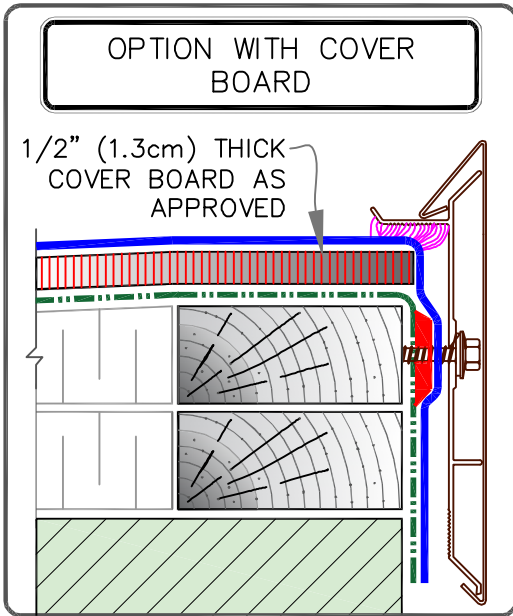 OPTION WITH COVER
BOARD
1/2” (1.3cm) THICK
COVER BOARD AS
APPROVED